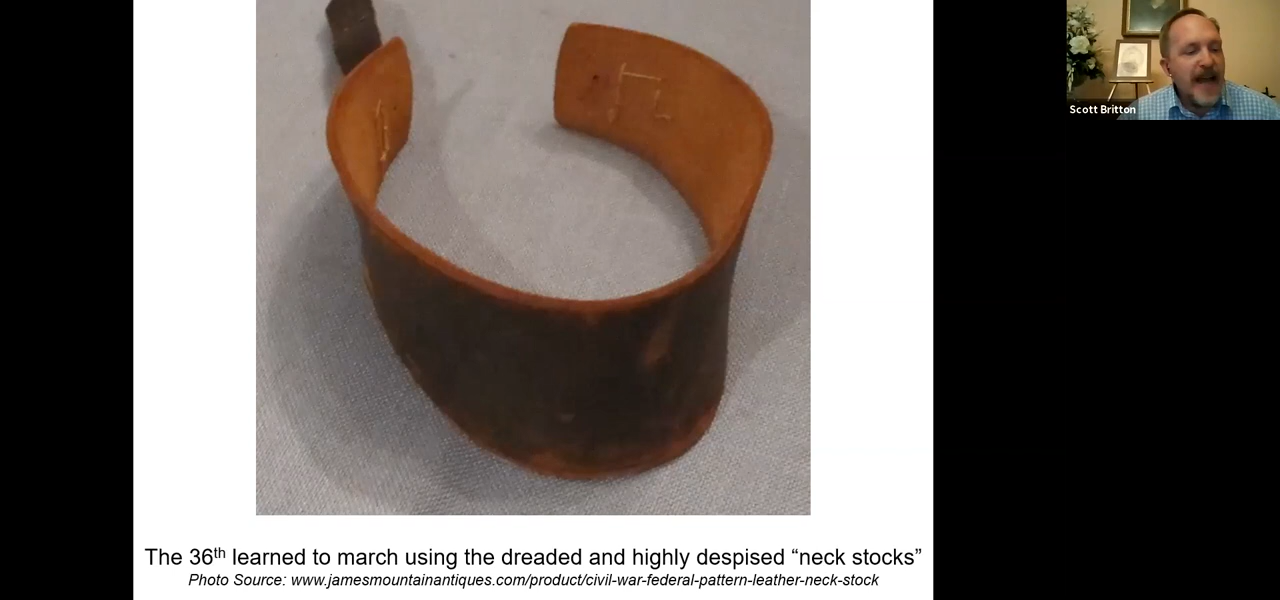 Scott Britton
The 36th learned to march using the dreaded and highly despised “neck stocks”
Photo Source: www.jamesmountainantiques.com/product/civil-war-federal-pattern-leather-neck-stock